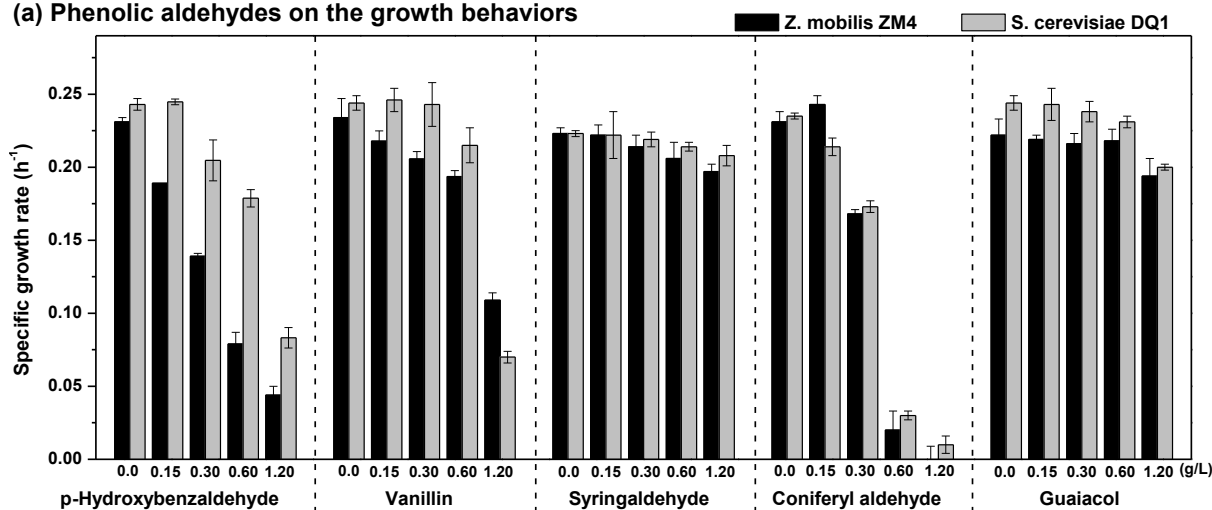 (a) Phenolic aldehydes on the growth behaviors
Z. mobilis ZM4 S. cerevisiae DQ1
Specific growth rate (h⁻¹)
0.25
0.20
0.15
0.10
0.05
0.00
0.0 0.15 0.30 0.60 1.20 0.0 0.15 0.30 0.60 1.20 0.0 0.15 0.30 0.60 1.20 0.0 0.15 0.30 0.60 1.20 0.0 0.15 0.30 0.60 1.20 (g/L)
p-Hydroxybenzaldehyde Vanillin Syringaldehyde Coniferyl aldehyde Guaiacol